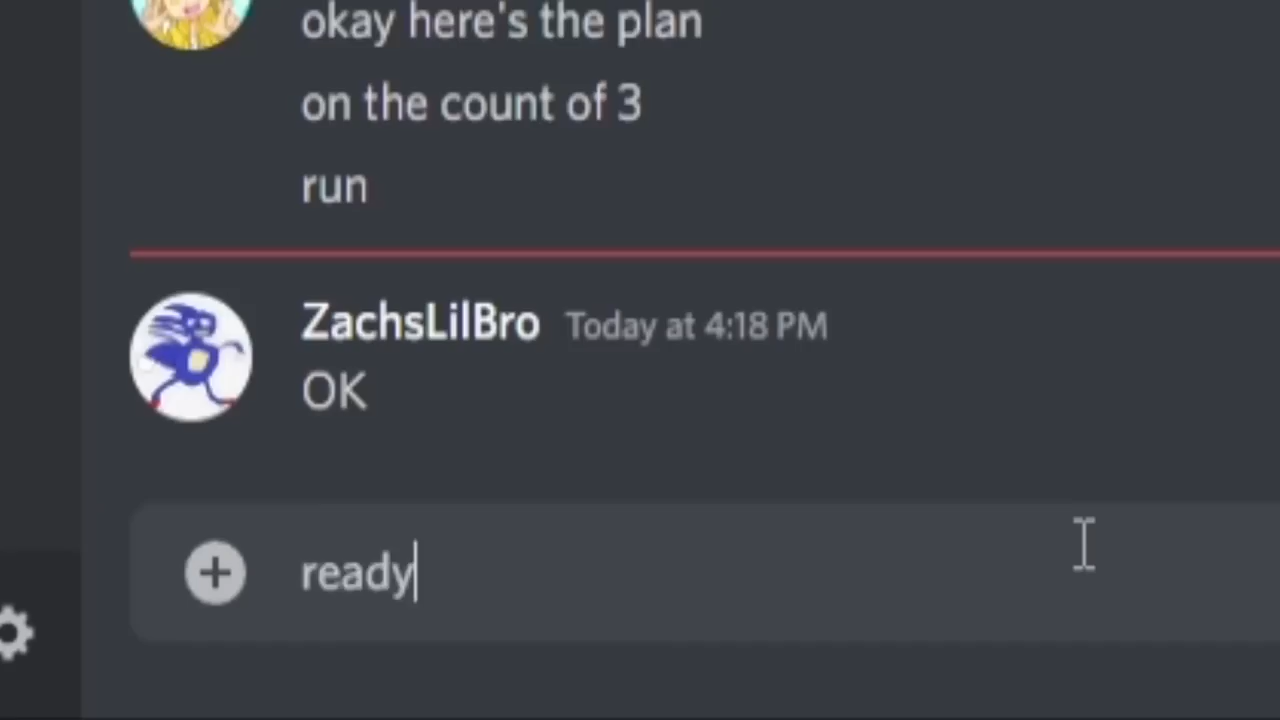 okay here's the plan
on the count of 3
run
ZachsLilBro Today at 4:18 PM
OK
ready